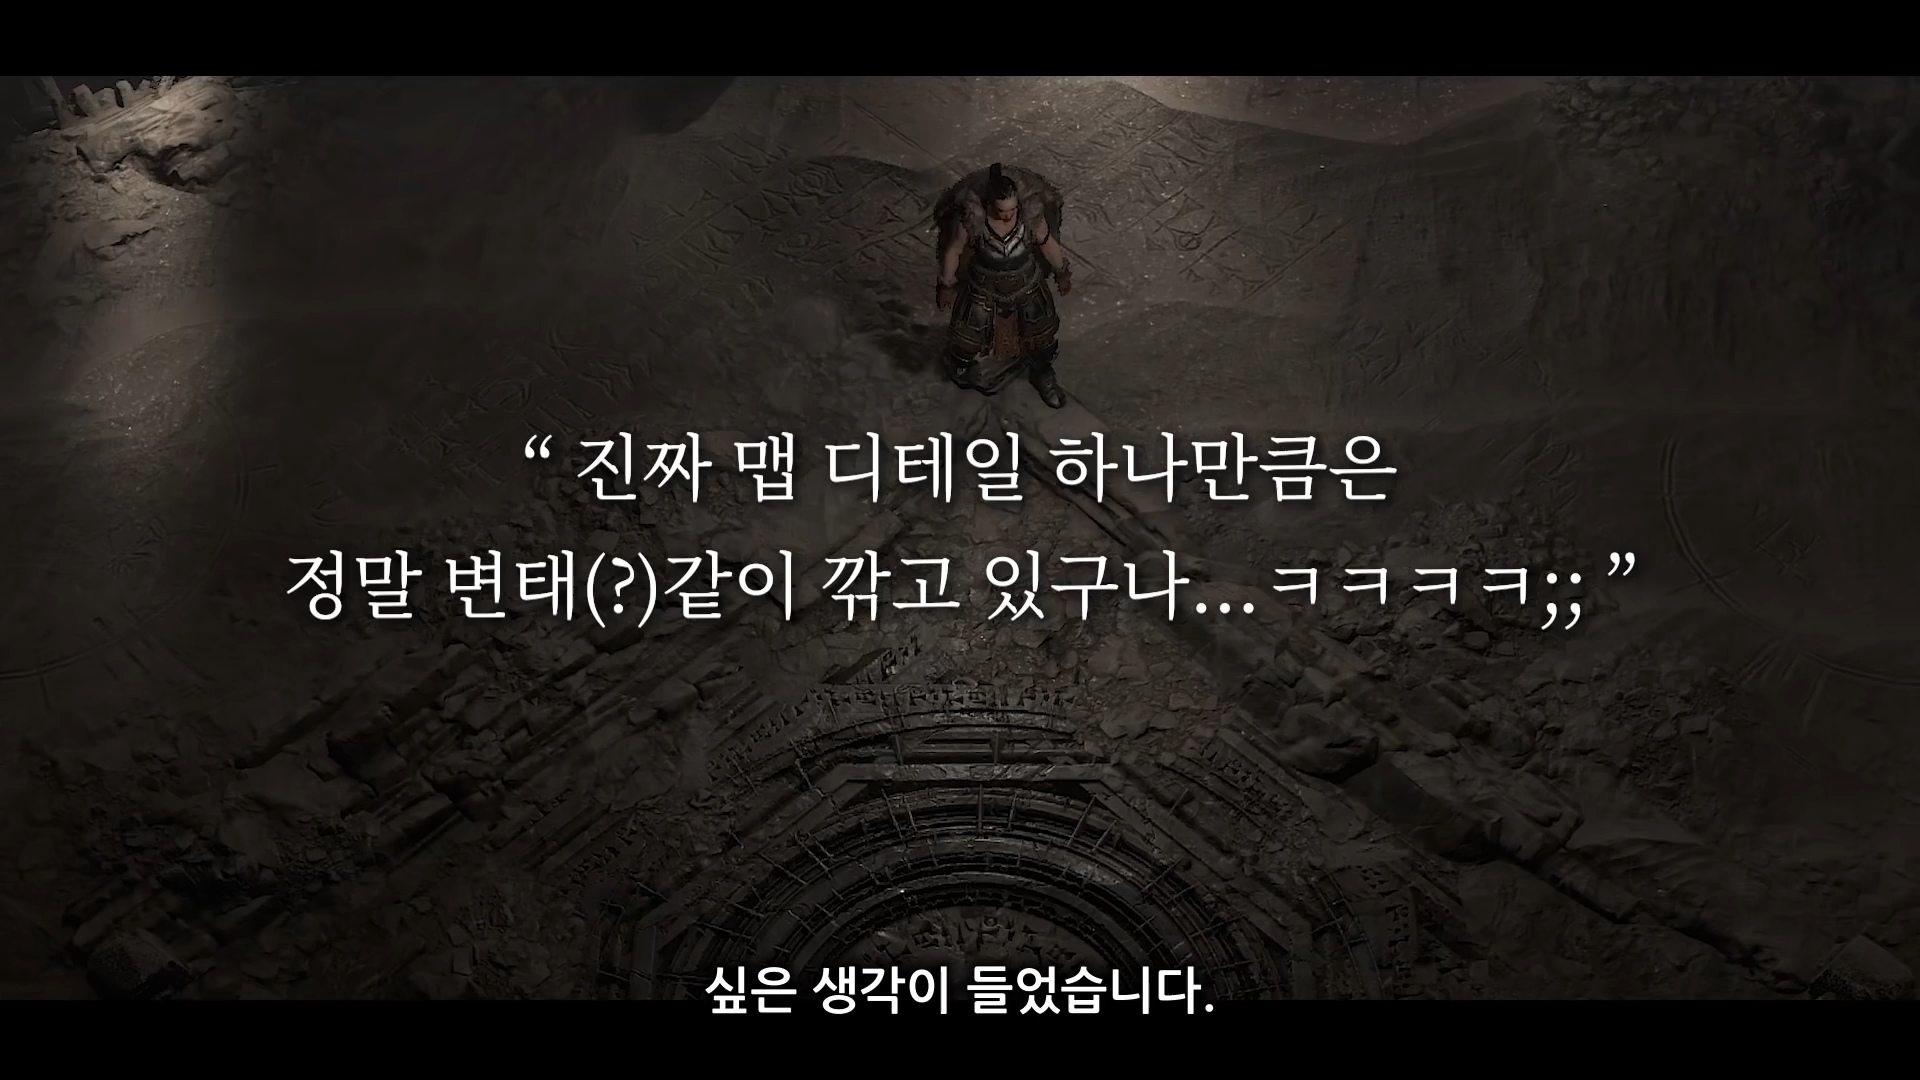 “ 진짜 맵 디테일 하나만큼은
정말 변태(?)같이 깎고 있구나...ㅋㅋㅋㅋ;; ”
싶은 생각이 들었습니다.